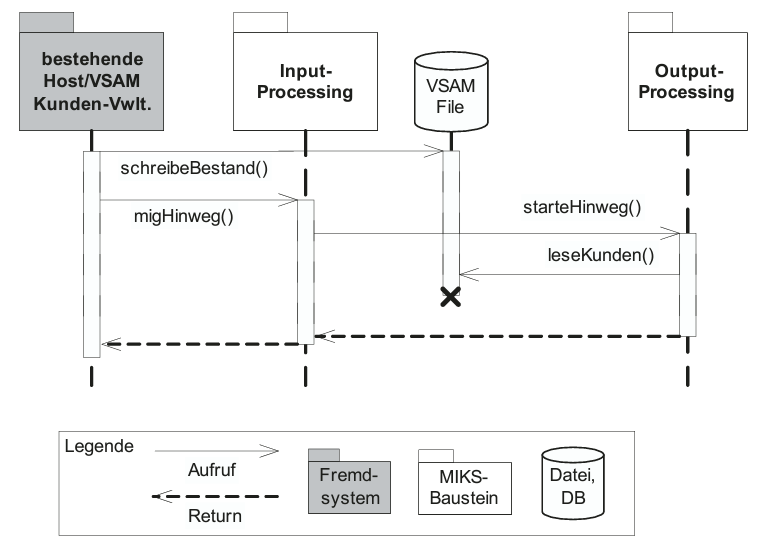 bestehende
Host/VSAM
Kunden-Vwlt.
Input-
Processing
VSAM
File
Output-
Processing
schreibeBestand()
migHinweg()
starteHinweg()
leseKunden()
Legende
Aufruf
Return
Fremd-
system
MIKS-
Baustein
Datei,
DB